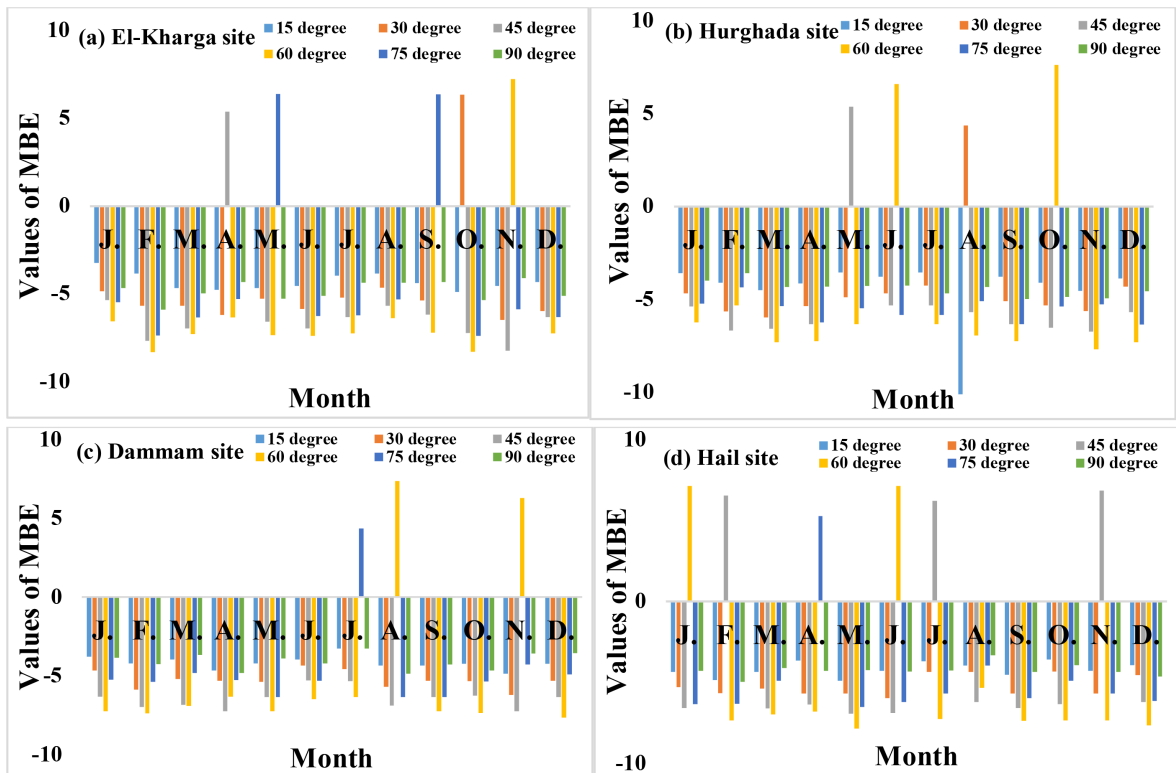 10
(a) El-Kharga site
15 degree 30 degree 45 degree
60 degree 75 degree 90 degree
Values of MBE
5
0
J. F. M. A. M. J. J. A. S. O. N. D.
-5
-10
Month
10
(b) Hurghada site
15 degree 30 degree 45 degree
60 degree 75 degree 90 degree
Values of MBE
5
0
J. F. M. A. M. J. J. A. S. O. N. D.
-5
-10
Month
10
(c) Dammam site
15 degree 30 degree 45 degree
60 degree 75 degree 90 degree
Values of MBE
5
0
J. F. M. A. M. J. J. A. S. O. N. D.
-5
-10
Month
10
(d) Hail site
15 degree 30 degree 45 degree
60 degree 75 degree 90 degree
Values of MBE
5
0
J. F. M. A. M. J. J. A. S. O. N. D.
-5
-10
Month